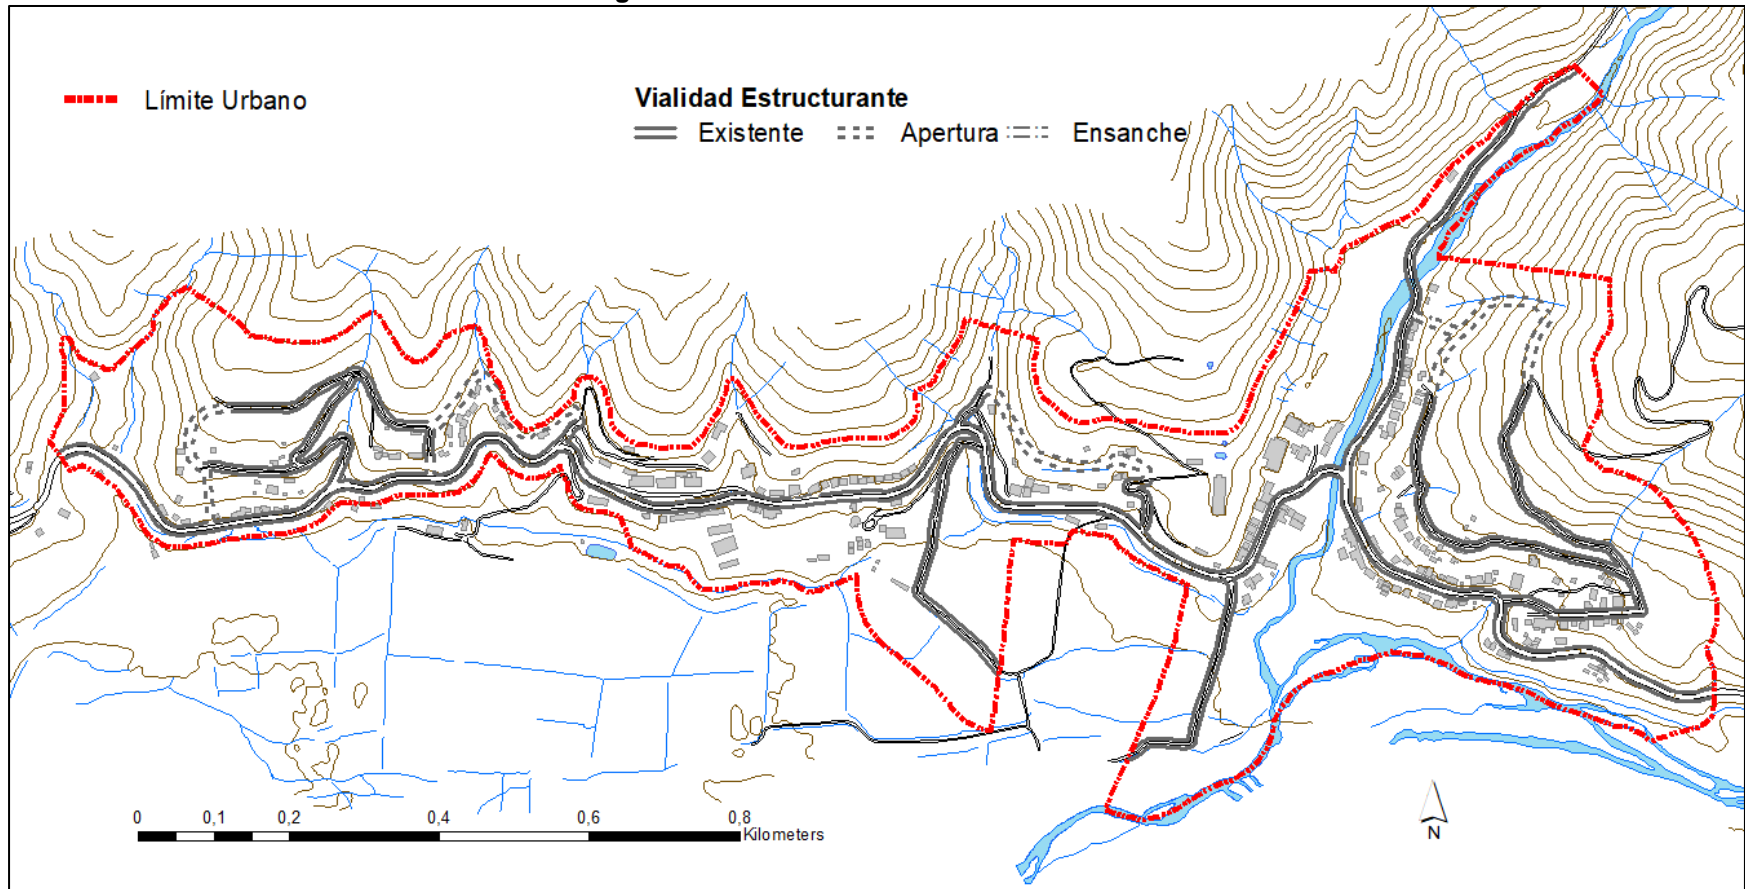 Límite Urbano
Vialidad Estructurante
Existente Apertura Ensanche
0 0,1 0,2 0,4 0,6 0,8
Kilometers
N